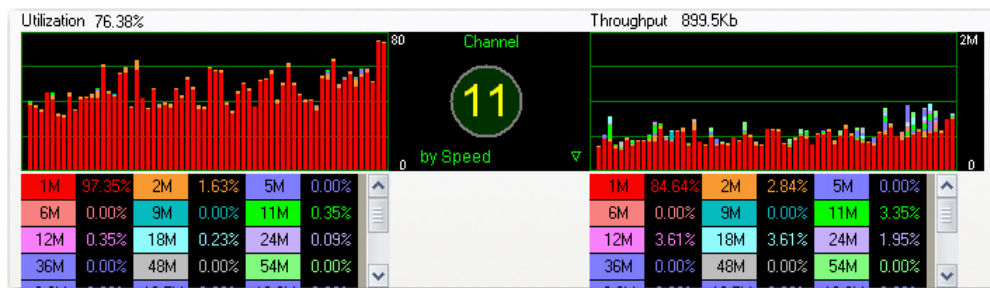 Utilization 76.38% Throughput 899.5Kb
80 Channel 2M
11
0 by Speed 0
1M 97.35% 2M 1.63% 5M 0.00% 1M 84.64% 2M 2.84% 5M 0.00%
6M 0.00% 9M 0.00% 11M 0.35% 6M 0.00% 9M 0.00% 11M 3.35%
12M 0.35% 18M 0.23% 24M 0.09% 12M 3.61% 18M 3.61% 24M 1.95%
36M 0.00% 48M 0.00% 54M 0.00% 36M 0.00% 48M 0.00% 54M 0.00%